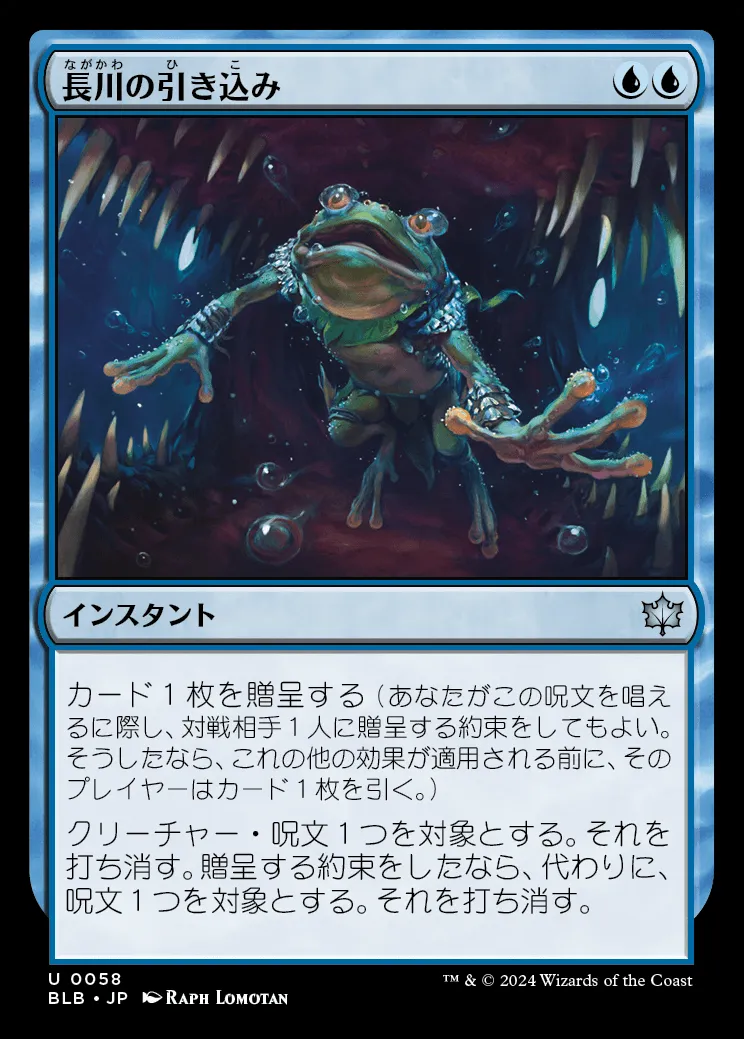 ながかわ ひ こ
長川の引き込み
インスタント
カード1枚を贈呈する（あなたがこの呪文を唱え
るに際し、対戦相手1人に贈呈する約束をしてもよい。
そうしたなら、これの他の効果が適用される前に、その
プレイヤーはカード1枚を引く。）
クリーチャー・呪文1つを対象とする。それを
打ち消す。贈呈する約束をしたなら、代わりに、
呪文1つを対象とする。それを打ち消す。
U 0058
BLB • JP Raph Lomotan
™ & © 2024 Wizards of the Coast